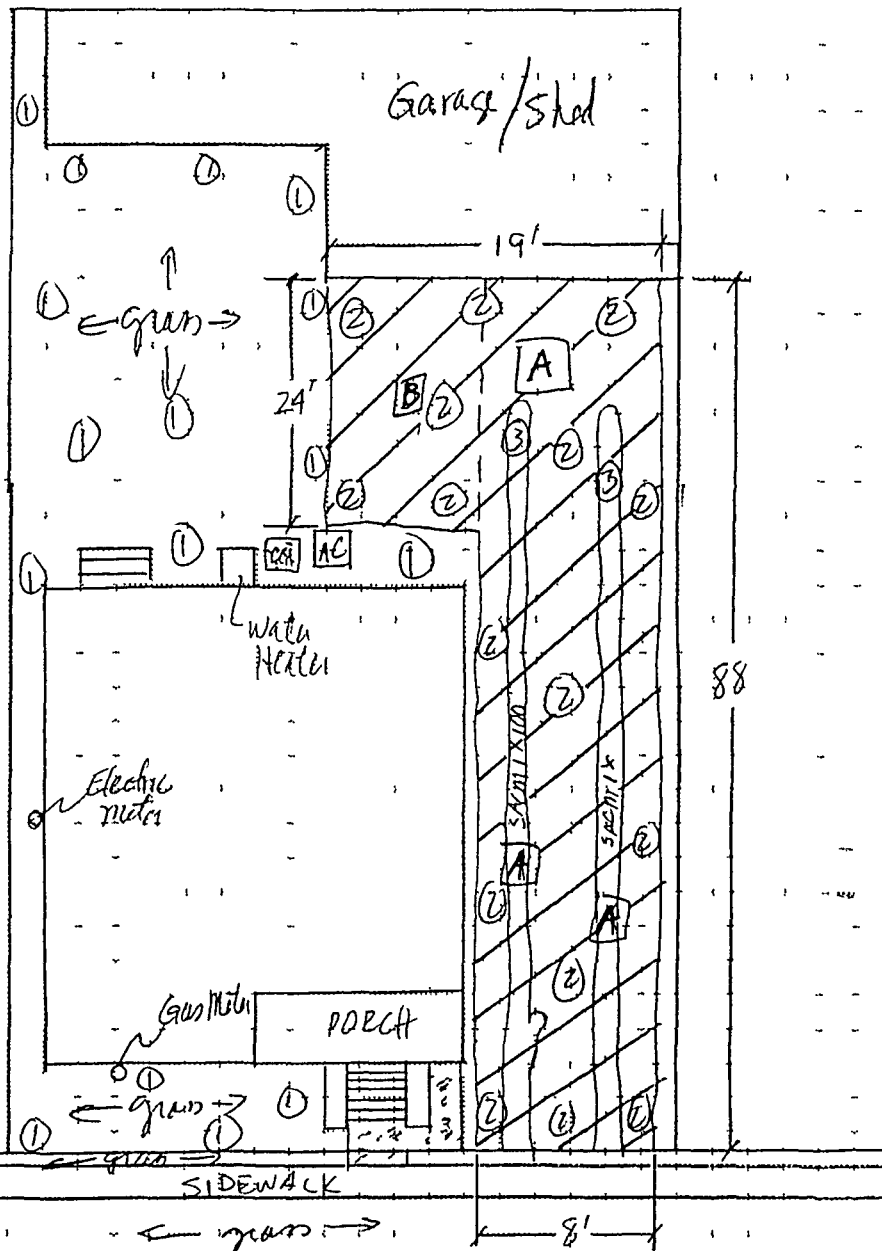 Garage/Shed
①
①
①
①
19'
①
← grass →
24'
①
②
②
②
A
B
②
③
②
①
①
①
②
②
③
②
①
①
AC
①
Water
Heater
②
②
88
Electric
Meter
②
A
②
A
②
Gas Meter
PORCH
①
← grass →
①
①
①
②
②
②
← grass →
SIDEWALK
← grass →
8'